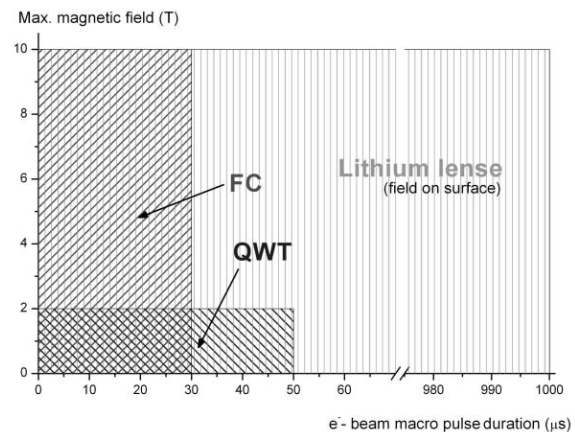 Max. magnetic field (T)
10
8
6
4
2
0
Lithium lense
(field on surface)
FC
QWT
0 10 20 30 40 50 60 980 990 1000
e⁻- beam macro pulse duration (μs)